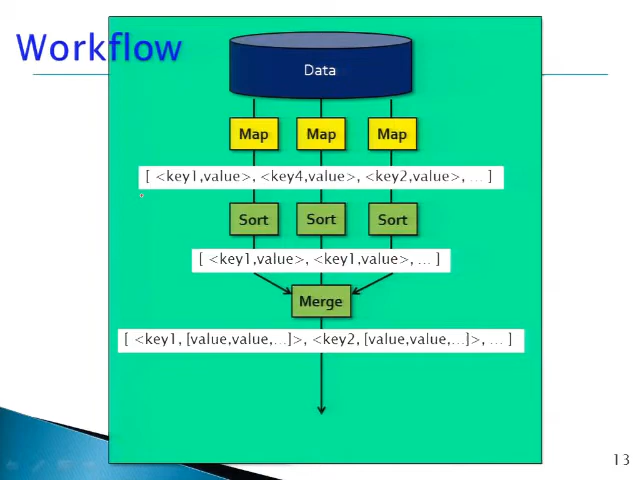 Workflow
Data
Map Map Map
[ <key1,value>, <key4,value>, <key2,value>, ... ]
Sort Sort Sort
[ <key1,value>, <key1,value>, ... ]
Merge
[ <key1, [value,value,...]>, <key2, [value,value,...]>, ... ]
13